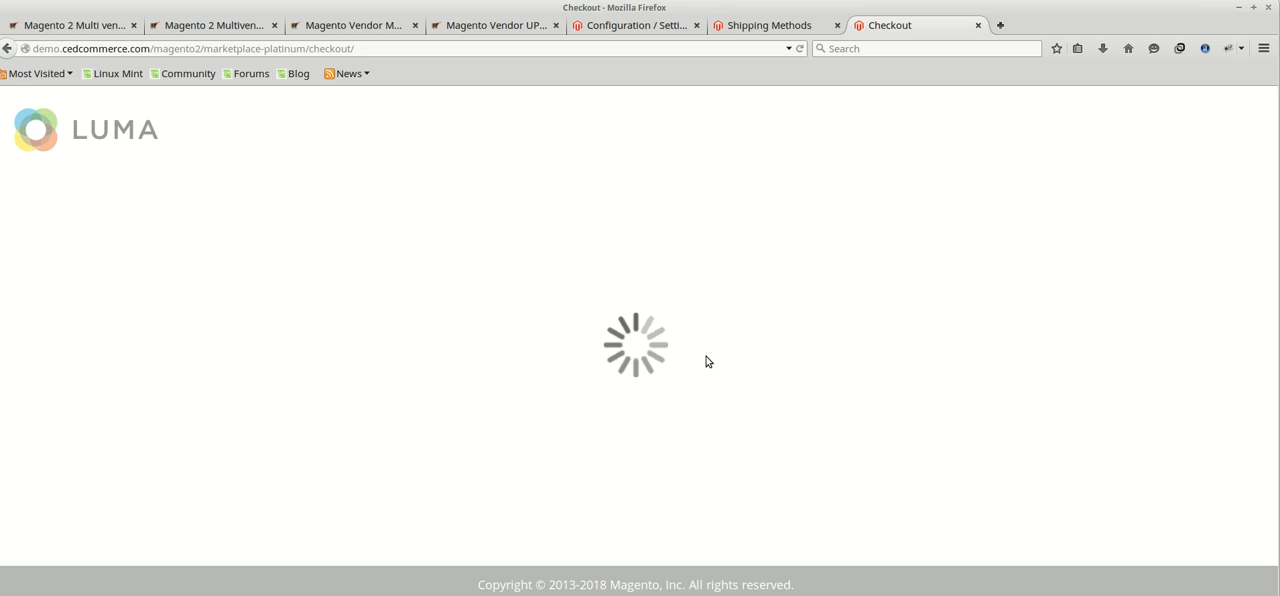 Checkout - Mozilla Firefox
Magento 2 Multi ven... Magento 2 Multiven... Magento Vendor M... Magento Vendor UP... Configuration / Setti... Shipping Methods Checkout
demo.cedcommerce.com/magento2/marketplace-platinum/checkout/ Search
Most Visited Linux Mint Community Forums Blog News
LUMA
Copyright © 2013-2018 Magento, Inc. All rights reserved.